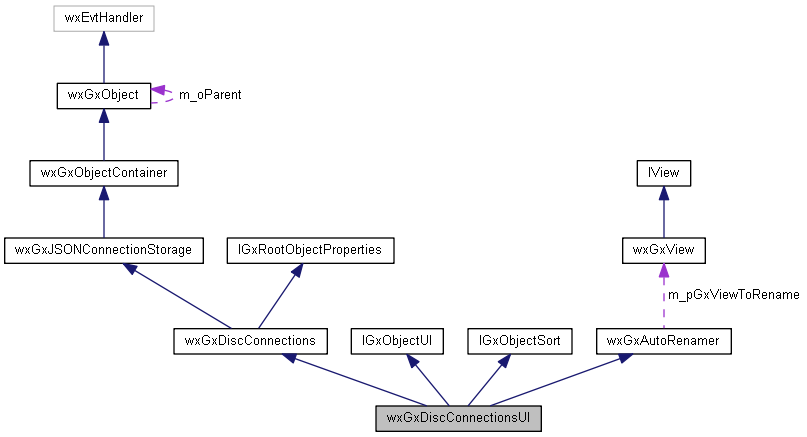 wxEvtHandler
wxGxObject
m_oParent
wxGxObjectContainer
IView
wxGxJSONConnectionStorage
IGxRootObjectProperties
wxGxView
m_pGxViewToRename
wxGxDiscConnections
IGxObjectUI
IGxObjectSort
wxGxAutoRenamer
wxGxDiscConnectionsUI